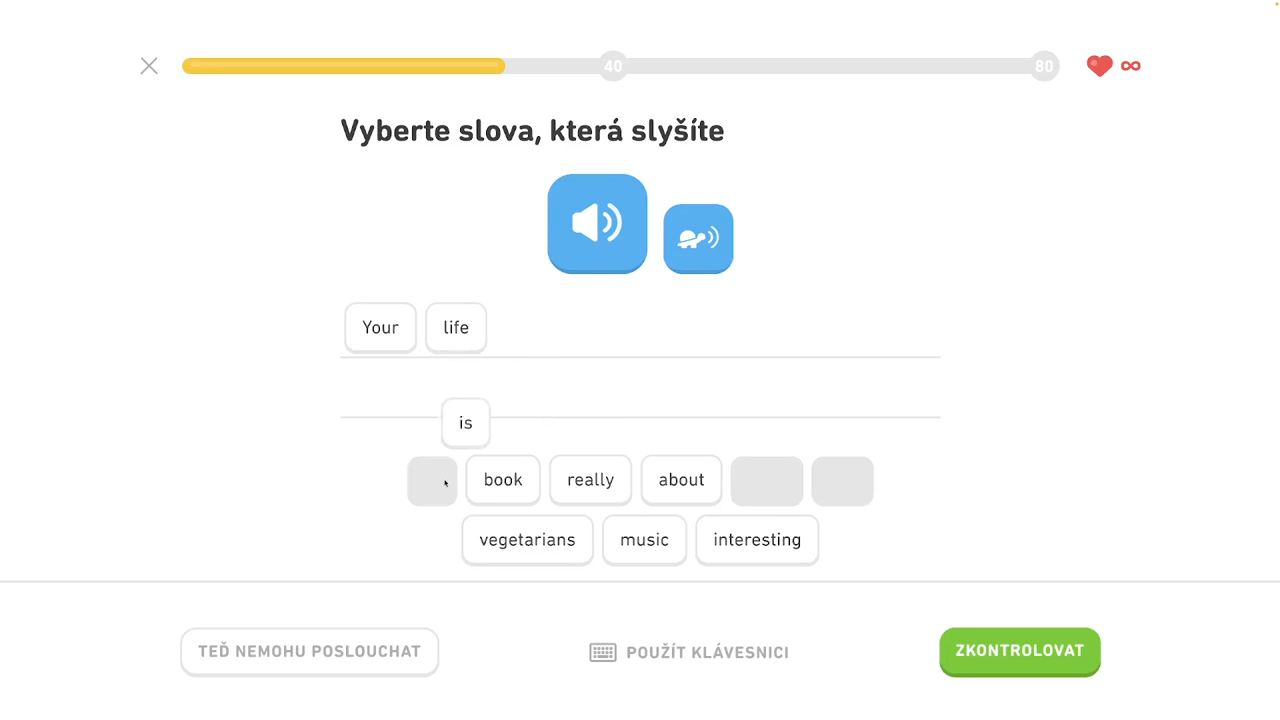 40
80
∞
Vyberte slova, která slyšíte
Your life
is
book really about
vegetarians music interesting
TEĎ NEMOHU POSLOUCHAT
POUŽÍT KLÁVESNICI
ZKONTROLOVAT